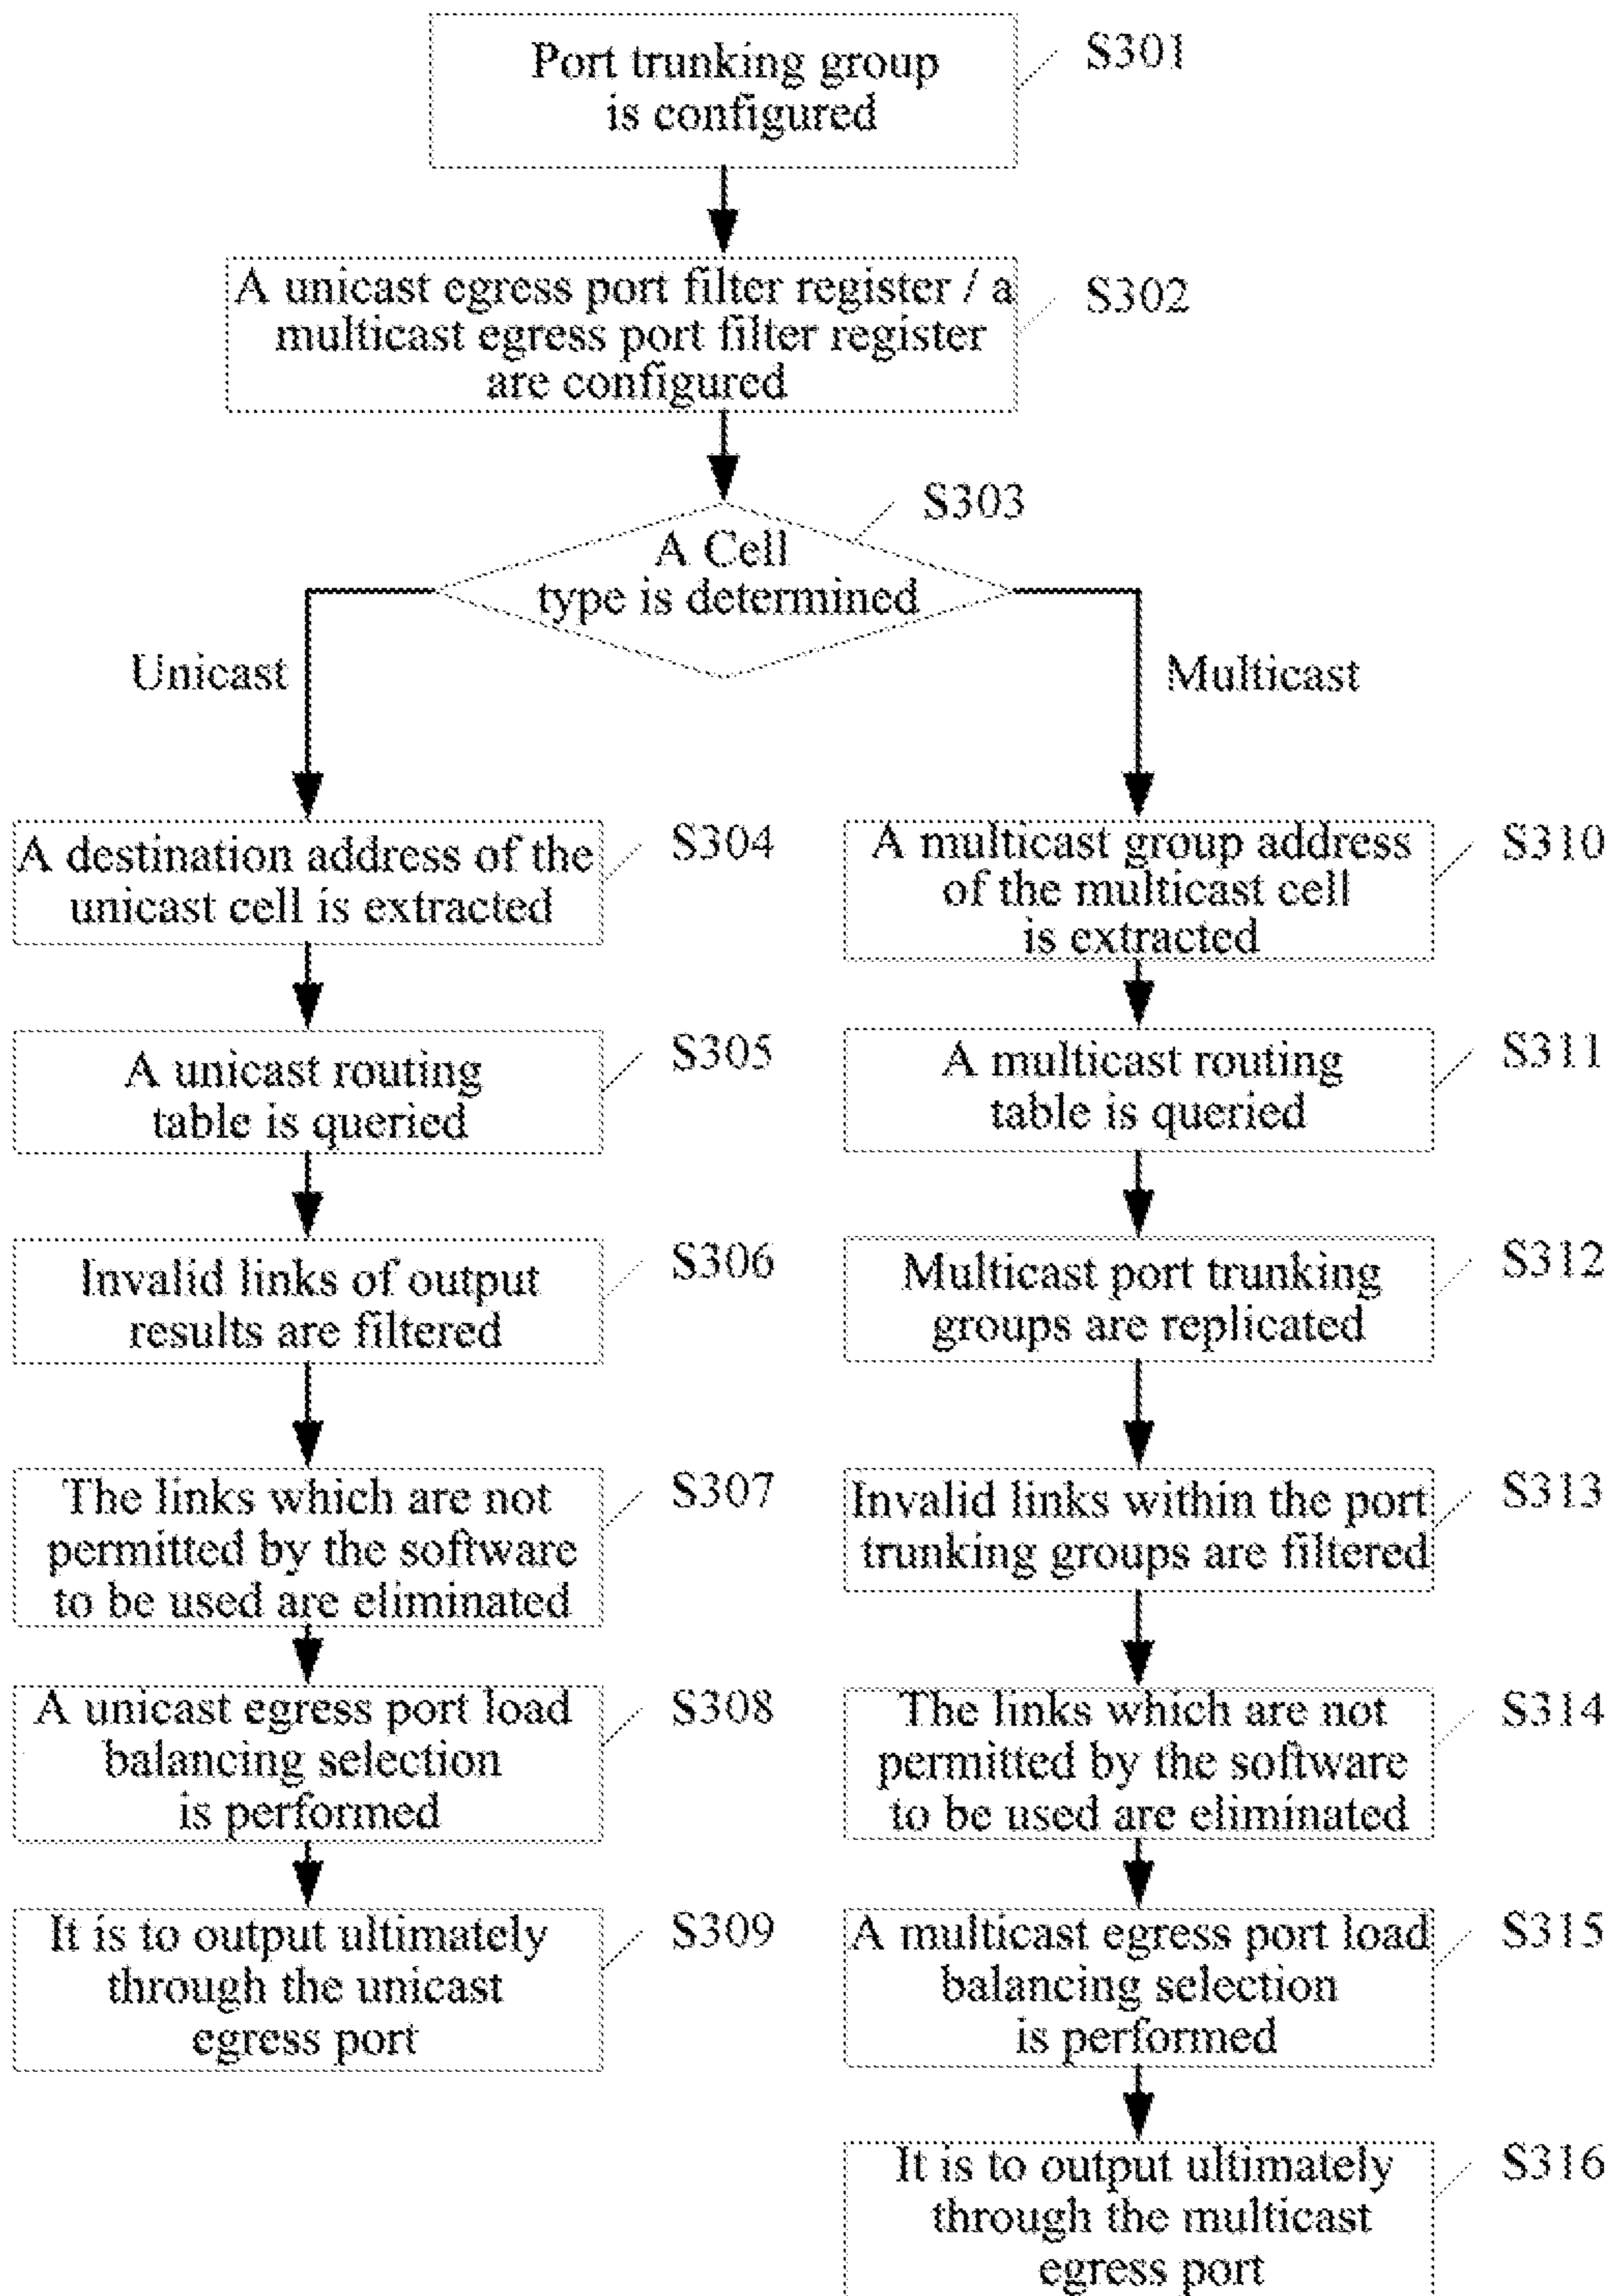 Port trunking group
is configured
S301
A unicast egress port filter register / a
multicast egress port filter register
are configured
S302
A Cell
type is determined
S303
Unicast
Multicast
A destination address of the
unicast cell is extracted
S304
A unicast routing
table is queried
S305
Invalid links of output
results are filtered
S306
The links which are not
permitted by the software
to be used are eliminated
S307
A unicast egress port load
balancing selection
is performed
S308
It is to output ultimately
through the unicast
egress port
S309
A multicast group address
of the multicast cell
is extracted
S310
A multicast routing
table is queried
S311
Multicast port trunking
groups are replicated
S312
Invalid links within the port
trunking groups are filtered
S313
The links which are not
permitted by the software
to be used are eliminated
S314
A multicast egress port load
balancing selection
is performed
S315
It is to output ultimately
through the multicast
egress port
S316